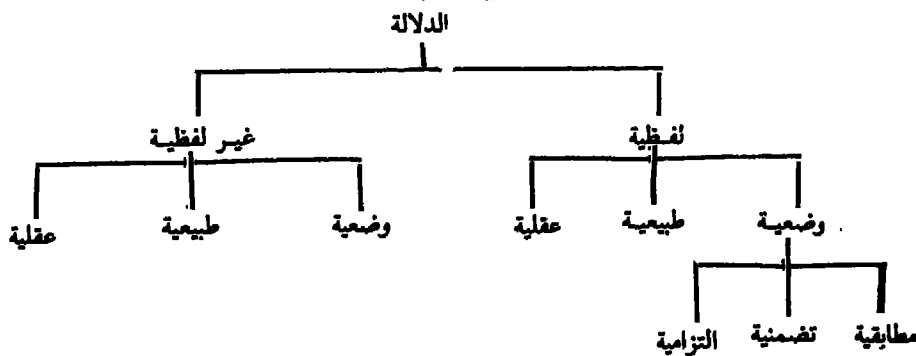 الدلالة
لفظية غير لفظية
وضعية طبيعية عقلية وضعية طبيعية عقلية
مطابقية تضمنية التزامية